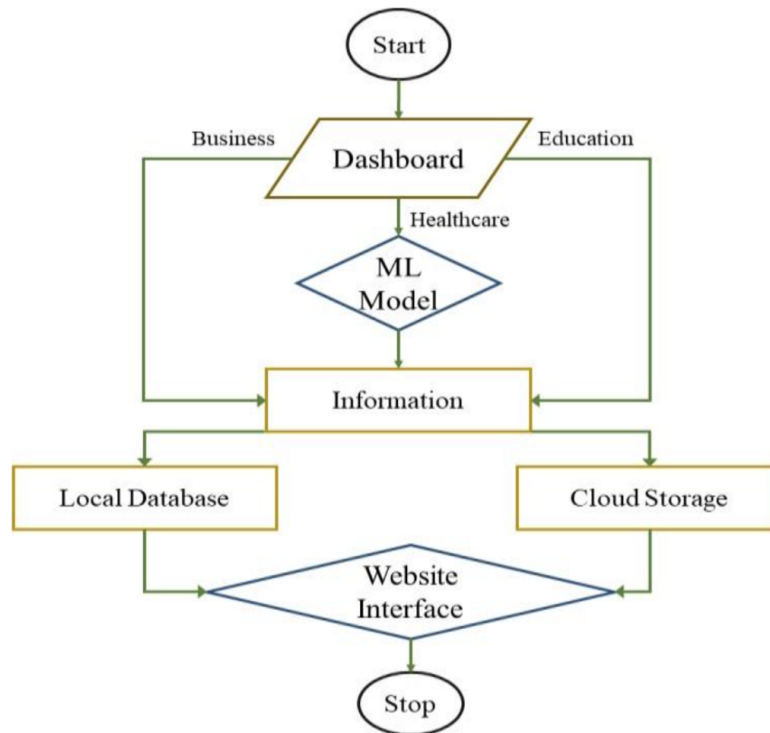 Start
Business
Education
Dashboard
Healthcare
ML
Model
Information
Local Database
Cloud Storage
Website
Interface
Stop